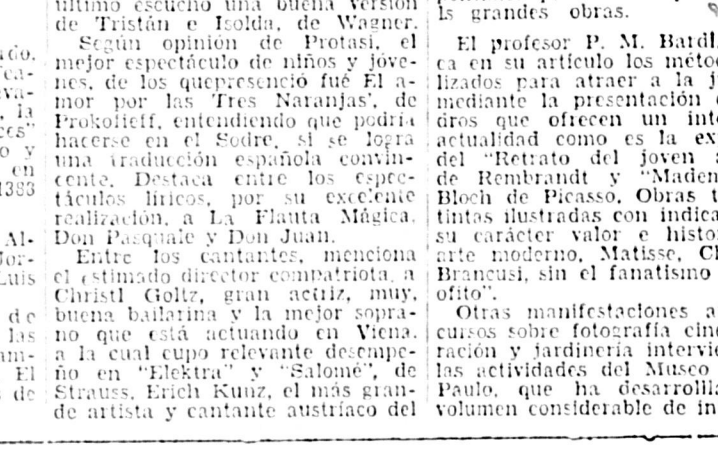 último escuchó una buena versión
de Tristán e Isolda, de Wagner.
Según opinión de Protasi, el
mejor espectáculo de niños y jóve-
nes, de los quepresenció fué El a-
mor por las Tres Naranjas', de
Prokofieff, entendiendo que podría
hacerse en el Sodre, si se logra
una traducción española convin-
cente. Destaca entre los espec-
táculos líricos, por su excelente
realización, a La Flauta Mágica,
Don Pasquale y Don Juan.
Entre los cantantes, menciona
el estimado director compatriota, a
Christl Goltz, gran actriz, muy,
buena bailarina y la mejor sopra-
no que está actuando en Viena.
a la cual cupo relevante desempe-
ño en "Elektra" y "Salomé", de
Strauss, Erich Kunz, el más gran-
de artista y cantante austríaco del
ls grandes obras.
El profesor P. M. Bardi,
ca en su artículo los méto
lizados para atraer a la j
mediante la presentación
dros que ofrecen un int
actualidad como es la ex
del "Retrato del joven
de Rembrandt y "Madem
Bloch de Picasso. Obras t
tintas ilustradas con indica
su carácter valor e histor
arte moderno, Matisse, C
Brancusi, sin el fanatismo
ofito".
Otras manifestaciones a
cursos sobre fotografía cine
ración y jardinería intervie
las actividades del Museo
Paulo, que ha desarrolla
volumen considerable de in